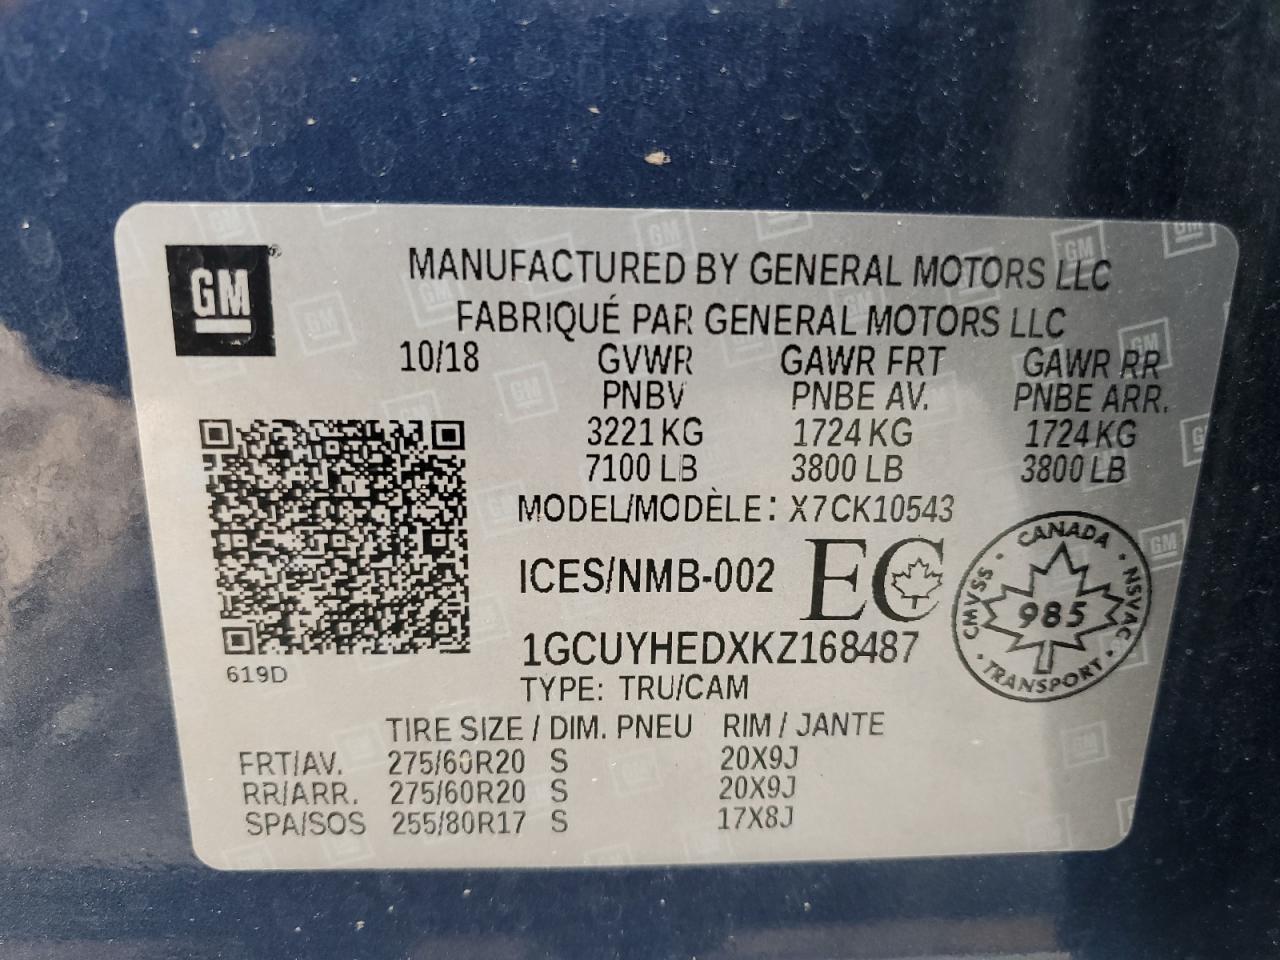 GM
MANUFACTURED BY GENERAL MOTORS LLC
FABRIQUÉ PAR GENERAL MOTORS LLC
10/18 GVWR GAWR FRT GAWR RR
PNBV PNBE AV. PNBE ARR.
3221 KG 1724 KG 1724 KG
7100 LB 3800 LB 3800 LB
MODEL/MODÈLE: X7CK10543
ICES/NMB-002 EC
1GCUYHEDXKZ168487
CANADA NSVAC TRANSPORT CMVSS
985
619D
TYPE: TRU/CAM
TIRE SIZE / DIM. PNEU RIM / JANTE
FRT/AV. 275/60R20 S 20X9J
RR/ARR. 275/60R20 S 20X9J
SPA/SOS 255/80R17 S 17X8J